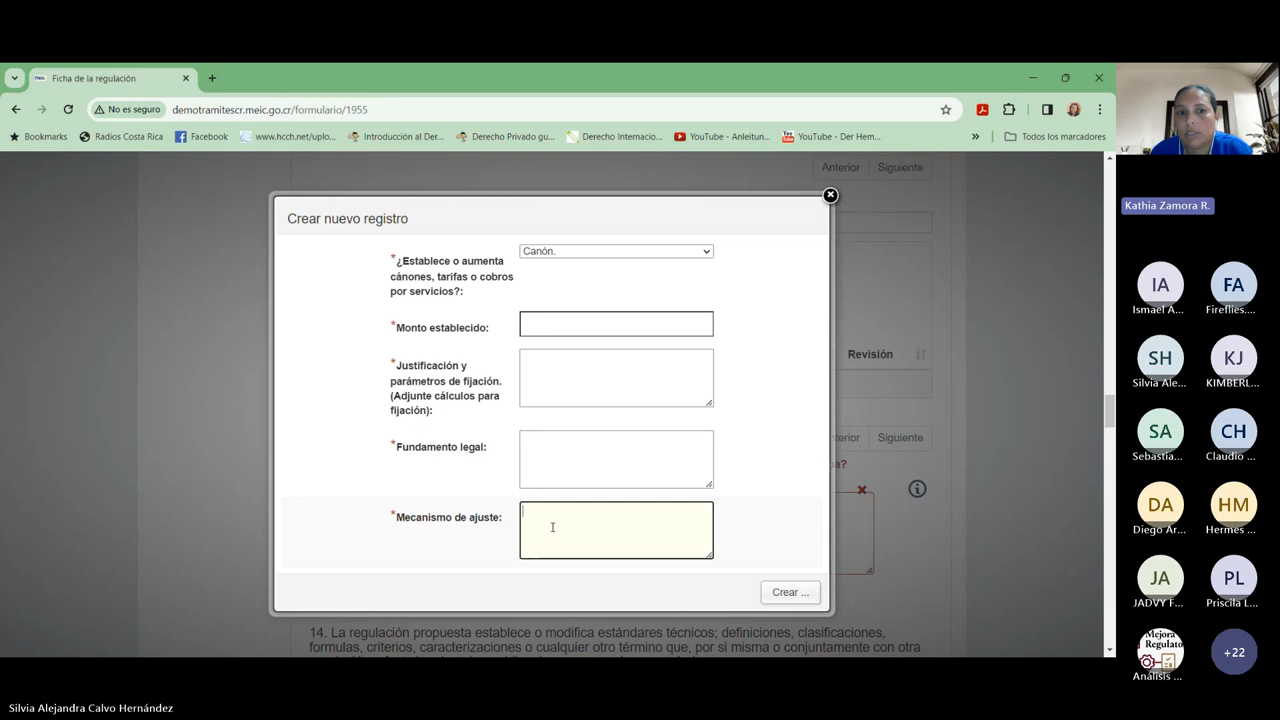 Ficha de la regulación
No es seguro
demotramitescr.meic.go.cr/formulario/1955
Bookmarks
Radios Costa Rica
Facebook
www.hcch.net/uplo...
Introducción al Der...
Derecho Privado gu...
Derecho Internacio...
YouTube - Anleitun...
YouTube - Der Hem...
»
Todos los marcadores
Anterior
Siguiente
Crear nuevo registro
*¿Establece o aumenta
cánones, tarifas o cobros
por servicios?:
Canón.
*Monto establecido:
*Justificación y
parámetros de fijación.
(Adjunte cálculos para
fijación):
Revisión
*Fundamento legal:
Siguiente
*Mecanismo de ajuste:
Crear ...
14. La regulación propuesta establece o modifica estándares técnicos; definiciones, clasificaciones,
formulas, criterios, caracterizaciones o cualquier otro término que, por si misma o conjuntamente con otra
Kathia Zamora R.
IA
Ismael A...
FA
Fireflies....
SH
Silvia Ale...
KJ
KIMBERL...
SA
Sebastia...
CH
Claudio ...
DA
Diego Ar...
HM
Hermes ...
JA
JADVY F...
PL
Priscila L...
Mejora
Regulato
Análisis ...
+22
Silvia Alejandra Calvo Hernández